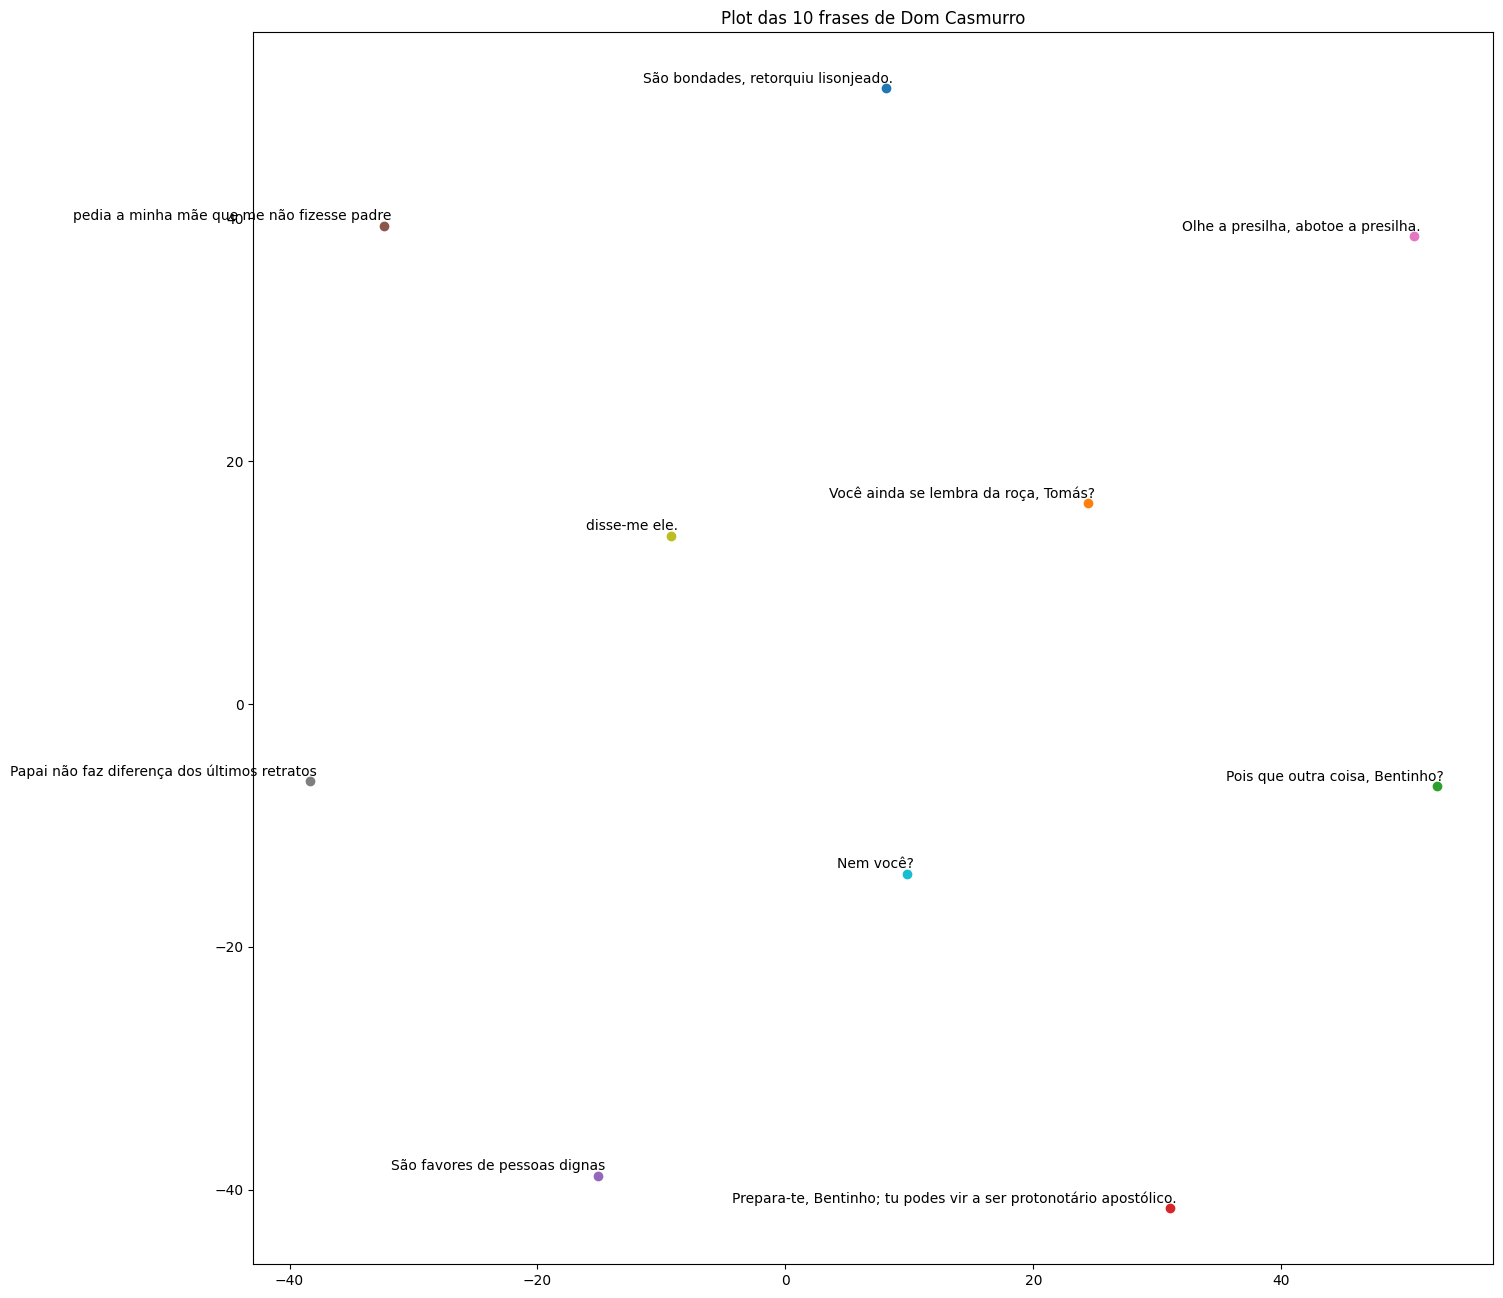 Plot das 10 frases de Dom Casmurro
São bondades, retorquiu lisonjeado.
pedia a minha mãe que me não fizesse padre
40
Olhe a presilha, abotoe a presilha.
20
Você ainda se lembra da roça, Tomás?
disse-me ele.
0
Papai não faz diferença dos últimos retratos
Pois que outra coisa, Bentinho?
Nem você?
−20
São favores de pessoas dignas
−40
Prepara-te, Bentinho; tu podes vir a ser protonotário apostólico.
−40 −20 0 20 40